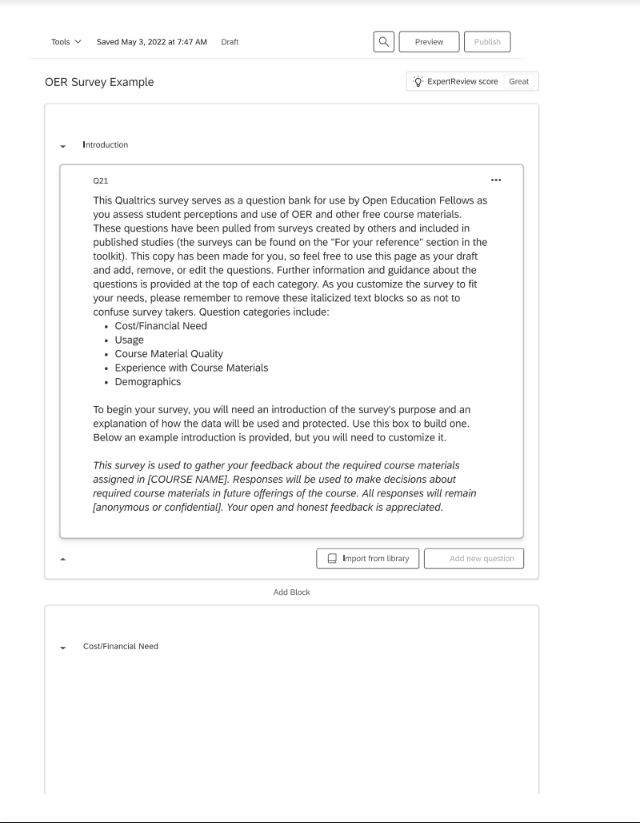 Tools Saved May 3, 2022 at 7:47 AM Draft Preview Publish
OER Survey Example ExpertReview score Great
Introduction
Q21 •••
This Qualtrics survey serves as a question bank for use by Open Education Fellows as
you assess student perceptions and use of OER and other free course materials.
These questions have been pulled from surveys created by others and included in
published studies (the surveys can be found on the "For your reference" section in the
toolkit). This copy has been made for you, so feel free to use this page as your draft
and add, remove, or edit the questions. Further information and guidance about the
questions is provided at the top of each category. As you customize the survey to fit
your needs, please remember to remove these italicized text blocks so as not to
confuse survey takers. Question categories include:
• Cost/Financial Need
• Usage
• Course Material Quality
• Experience with Course Materials
• Demographics
To begin your survey, you will need an introduction of the survey's purpose and an
explanation of how the data will be used and protected. Use this box to build one.
Below an example introduction is provided, but you will need to customize it.
This survey is used to gather your feedback about the required course materials
assigned in [COURSE NAME]. Responses will be used to make decisions about
required course materials in future offerings of the course. All responses will remain
[anonymous or confidential]. Your open and honest feedback is appreciated.
Import from library Add new question
Add Block
Cost/Financial Need